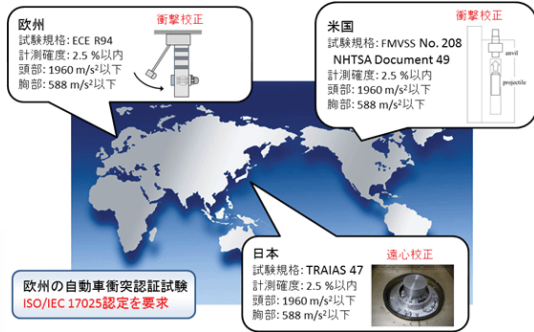 欧州
衝撃校正
試験規格: ECE R94
計測確度: 2.5 %以内
頭部: 1960 m/s²以下
胸部: 588 m/s²以下
米国
衝撃校正
試験規格: FMVSS No. 208
NHTSA Document 49
計測確度: 2.5 %以内
頭部: 1960 m/s²以下
胸部: 588 m/s²以下
anvil
projectile
日本
遠心校正
試験規格: TRAIAS 47
計測確度: 2.5 %以内
頭部: 1960 m/s²以下
胸部: 588 m/s²以下
欧州の自動車衝突認証試験
ISO/IEC 17025認定を要求